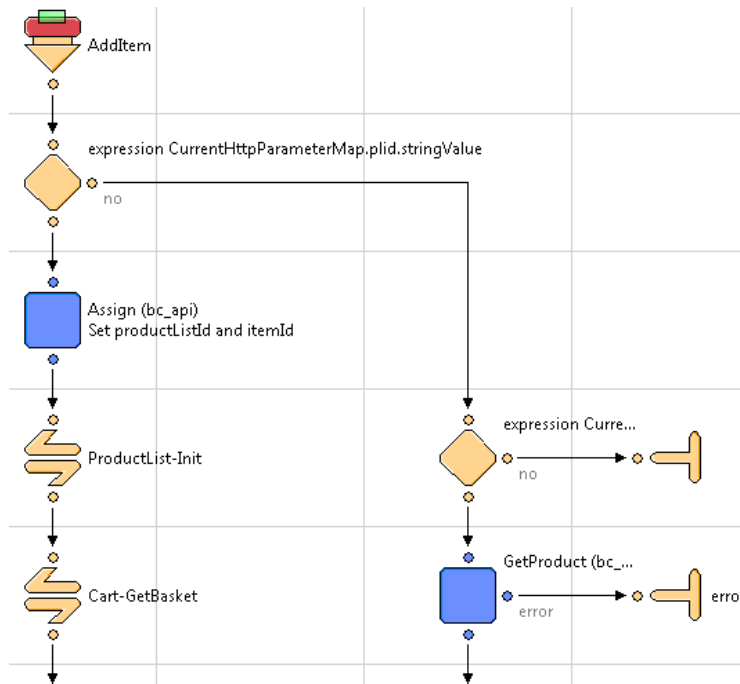 AddItem
expression CurrentHttpParameterMap.plid.stringValue
no
Assign (bc_api)
Set productListId and itemId
expression Curre...
ProductList-Init
no
GetProduct (bc_...
Cart-GetBasket
erro
error